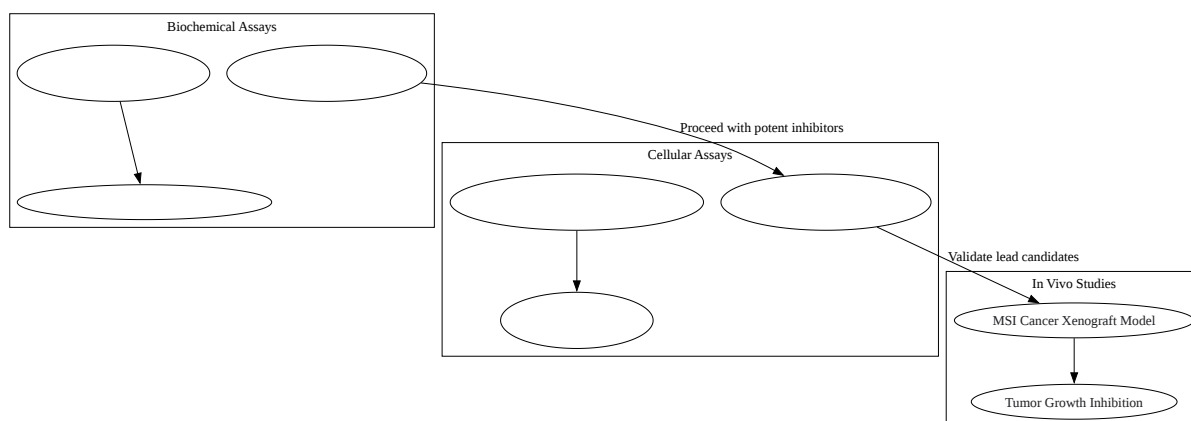 Biochemical Assays
Proceed with potent inhibitors
Cellular Assays
Validate lead candidates
In Vivo Studies
MSI Cancer Xenograft Model
Tumor Growth Inhibition